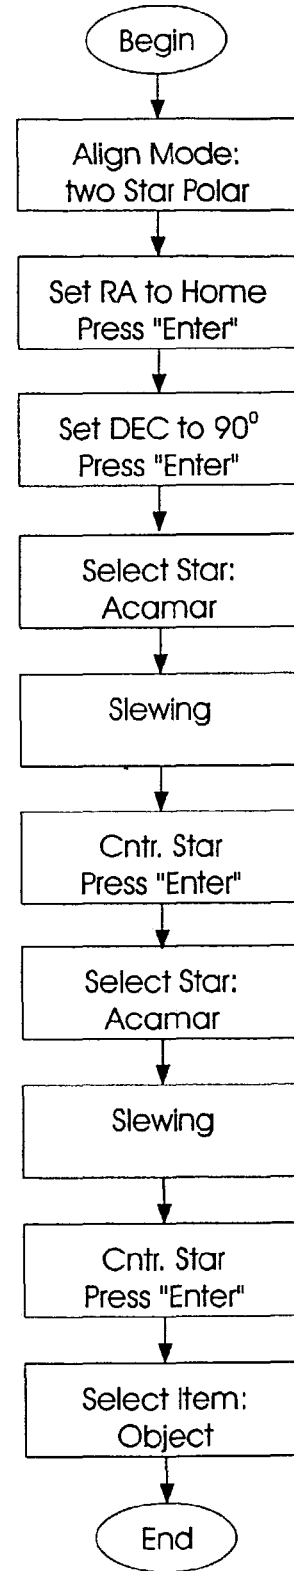 Begin
Align Mode:
two Star Polar
Set RA to Home
Press "Enter"
Set DEC to 90⁰
Press "Enter"
Select Star:
Acamar
Slewing
Cntr. Star
Press "Enter"
Select Star:
Acamar
Slewing
Cntr. Star
Press "Enter"
Select Item:
Object
End